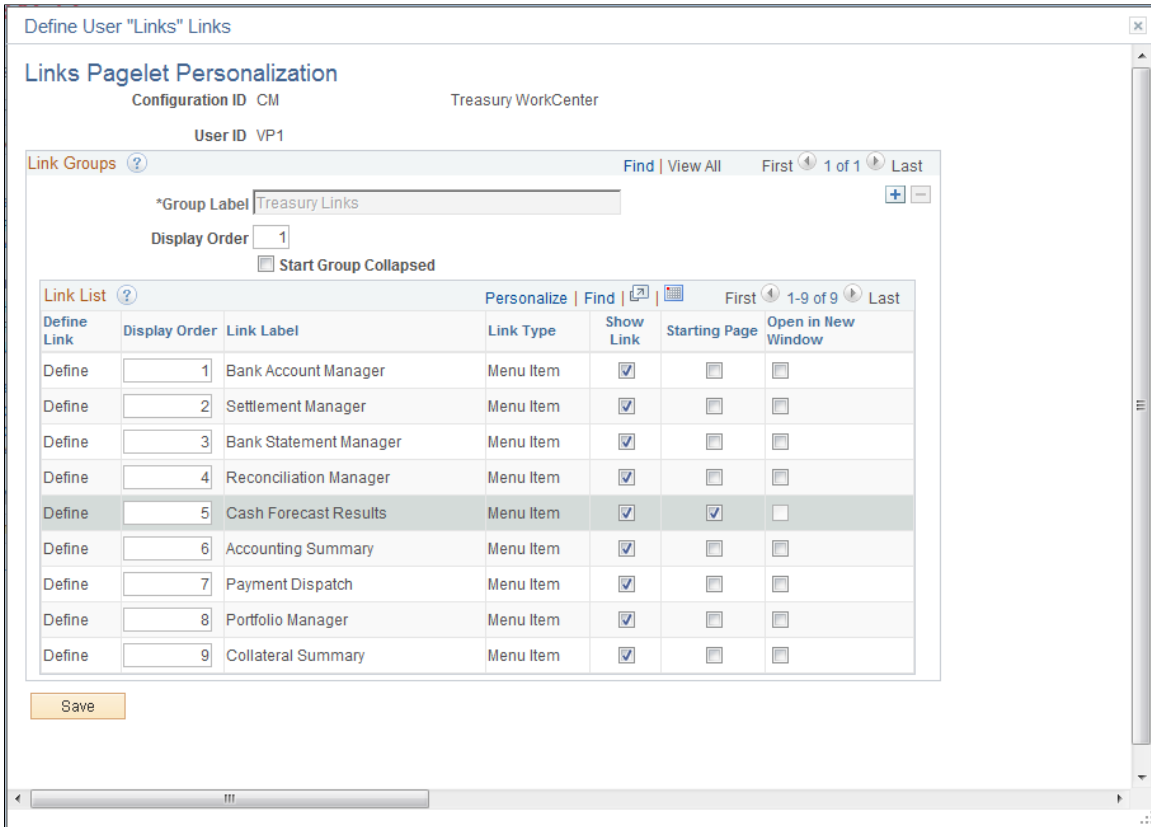 Define User "Links" Links
Links Pagelet Personalization
Configuration ID CM Treasury WorkCenter
User ID VP1
Link Groups ? Find | View All First 1 of 1 Last
*Group Label Treasury Links
Display Order 1
Start Group Collapsed
Link List ? Personalize | Find | | First 1-9 of 9 Last
Define Link Display Order Link Label Link Type Show Link Starting Page Open in New Window
Define 1 Bank Account Manager Menu Item
Define 2 Settlement Manager Menu Item
Define 3 Bank Statement Manager Menu Item
Define 4 Reconciliation Manager Menu Item
Define 5 Cash Forecast Results Menu Item
Define 6 Accounting Summary Menu Item
Define 7 Payment Dispatch Menu Item
Define 8 Portfolio Manager Menu Item
Define 9 Collateral Summary Menu Item
Save